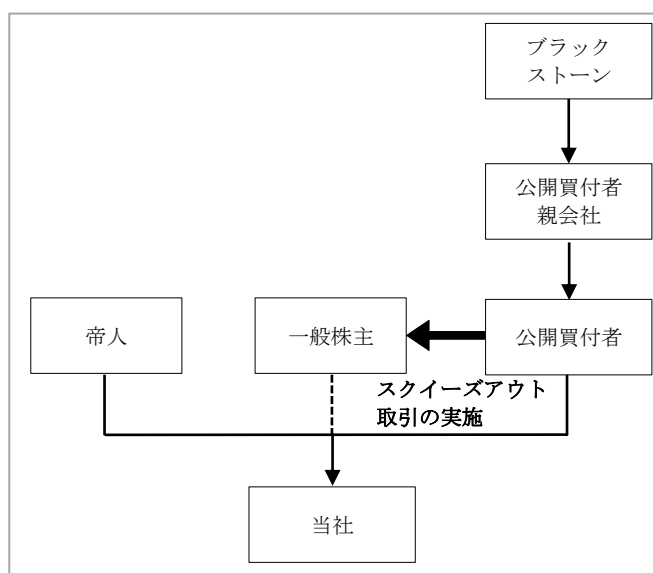 ブラック
ストーン
公開買付者
親会社
帝人
一般株主
公開買付者
スクイーズアウト
取引の実施
当社